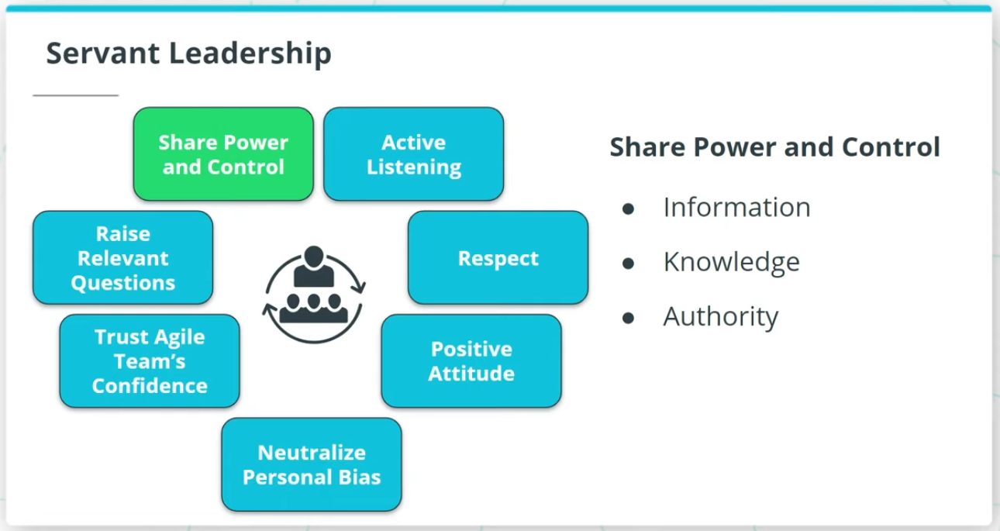 Servant Leadership
Share Power
and Control
Active
Listening
Raise
Relevant
Questions
Respect
Trust Agile
Team’s
Confidence
Positive
Attitude
Neutralize
Personal Bias
Share Power and Control
● Information
● Knowledge
● Authority